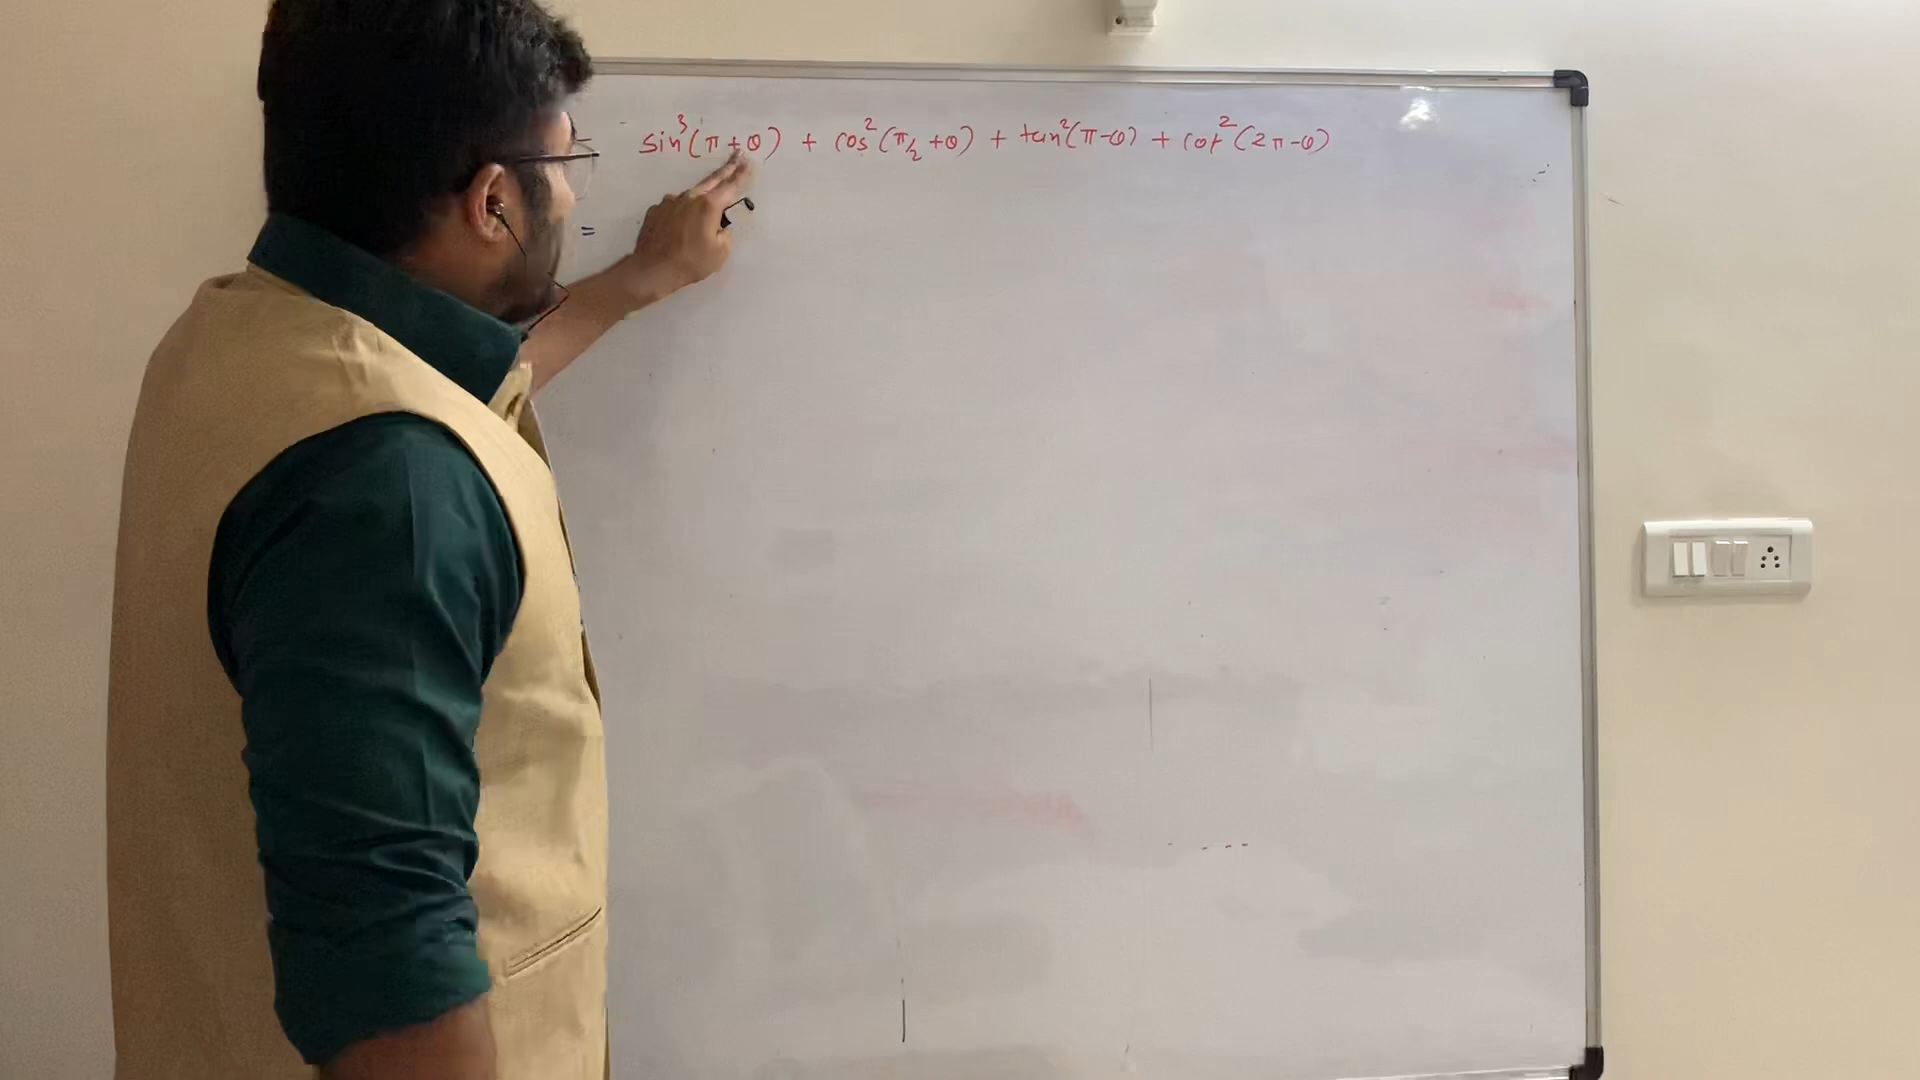 sin³(π+θ) + cos²(π/2+θ) + tan²(π-θ) + cot²(2π-θ)
=